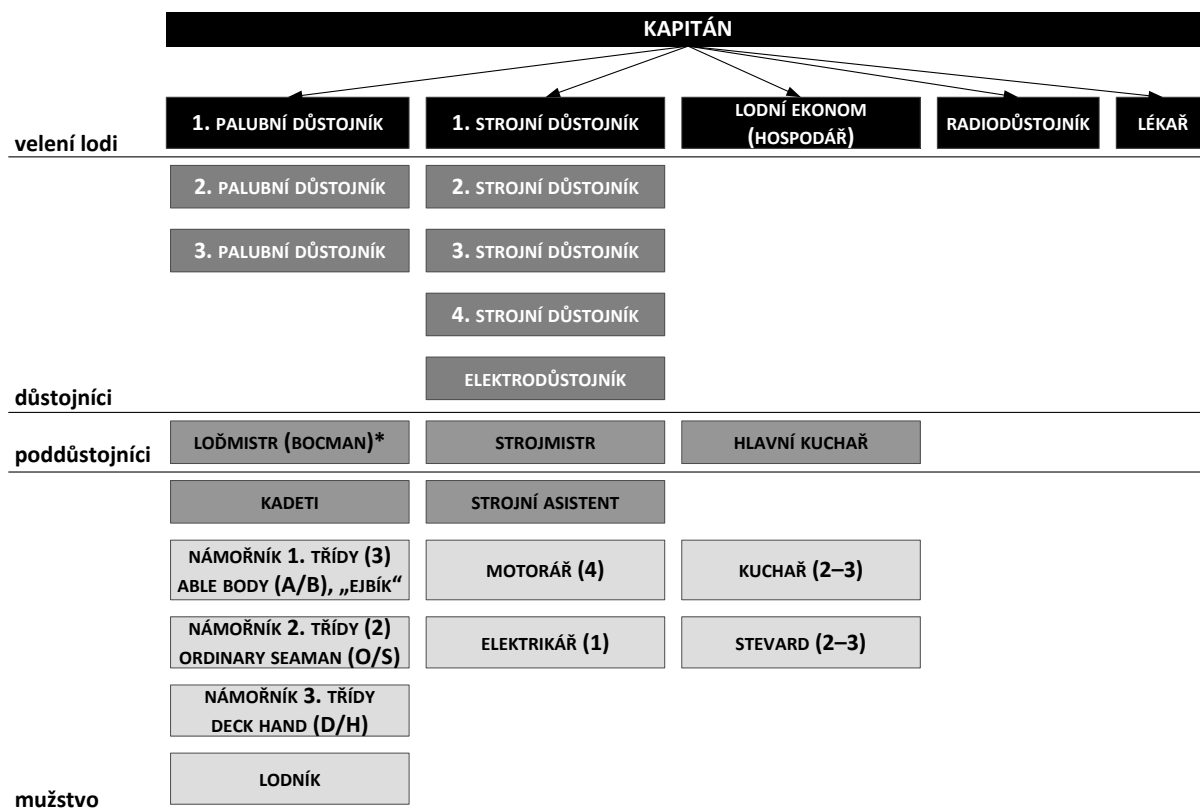 KAPITÁN
1. PALUBNÍ DŮSTOJNÍK
1. STROJNÍ DŮSTOJNÍK
LODNÍ EKONOM
(HOSPODÁŘ)
RADIODŮSTOJNÍK
LÉKAŘ
velení lodi
2. PALUBNÍ DŮSTOJNÍK
2. STROJNÍ DŮSTOJNÍK
3. PALUBNÍ DŮSTOJNÍK
3. STROJNÍ DŮSTOJNÍK
4. STROJNÍ DŮSTOJNÍK
ELEKTRODŮSTOJNÍK
důstojníci
LOĎMISTR (BOCMAN)*
STROJMISTR
HLAVNÍ KUCHAŘ
poddůstojníci
KADETI
STROJNÍ ASISTENT
NÁMOŘNÍK 1. TŘÍDY (3)
ABLE BODY (A/B), „EJBÍK“
MOTORÁŘ (4)
KUCHAŘ (2–3)
NÁMOŘNÍK 2. TŘÍDY (2)
ORDINARY SEAMAN (O/S)
ELEKTRIKÁŘ (1)
STEVARD (2–3)
NÁMOŘNÍK 3. TŘÍDY
DECK HAND (D/H)
LODNÍK
mužstvo